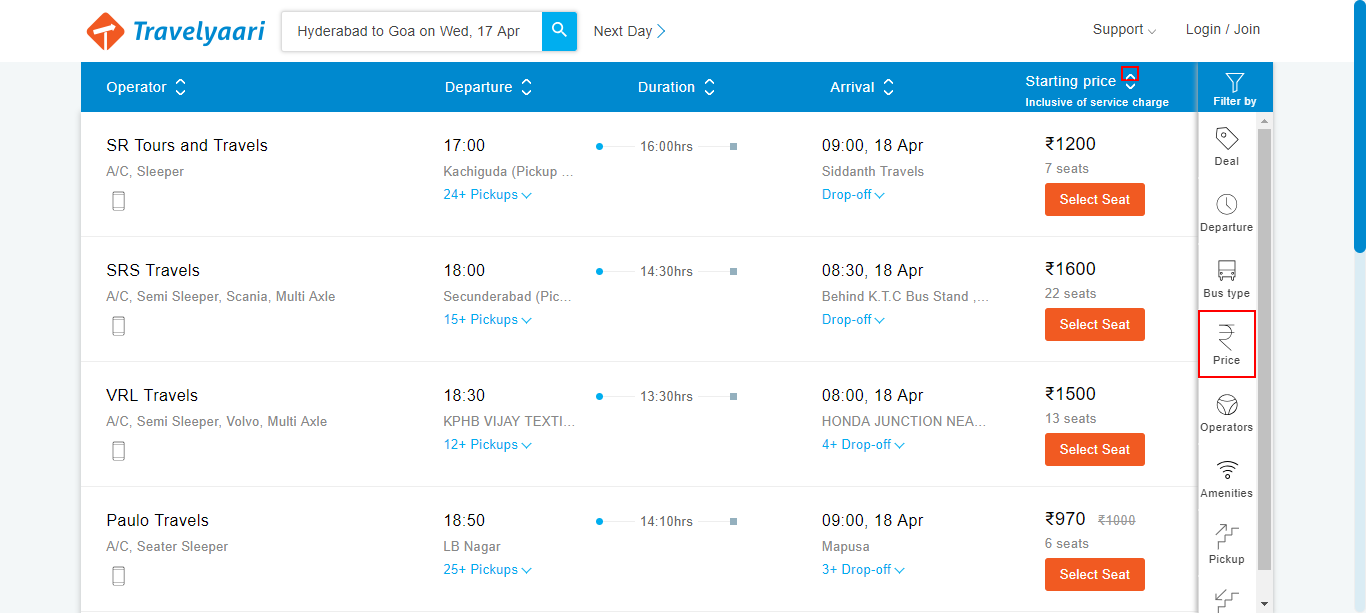 Travelyaari
Hyderabad to Goa on Wed, 17 Apr
Next Day
Support
Login / Join
Operator
Departure
Duration
Arrival
Starting price
Inclusive of service charge
Filter by
SR Tours and Travels
17:00
16:00hrs
09:00, 18 Apr
₹1200
A/C, Sleeper
Kachiguda (Pickup ...
Siddanth Travels
7 seats
24+ Pickups
Drop-off
Select Seat
SRS Travels
18:00
14:30hrs
08:30, 18 Apr
₹1600
A/C, Semi Sleeper, Scania, Multi Axle
Secunderabad (Pic...
Behind K.T.C Bus Stand ,...
22 seats
15+ Pickups
Drop-off
Select Seat
VRL Travels
18:30
13:30hrs
08:00, 18 Apr
₹1500
A/C, Semi Sleeper, Volvo, Multi Axle
KPHB VIJAY TEXTI...
HONDA JUNCTION NEA...
13 seats
12+ Pickups
4+ Drop-off
Select Seat
Paulo Travels
18:50
14:10hrs
09:00, 18 Apr
₹970 ₹1000
A/C, Seater Sleeper
LB Nagar
Mapusa
6 seats
25+ Pickups
3+ Drop-off
Select Seat
Deal
Departure
Bus type
Price
Operators
Amenities
Pickup